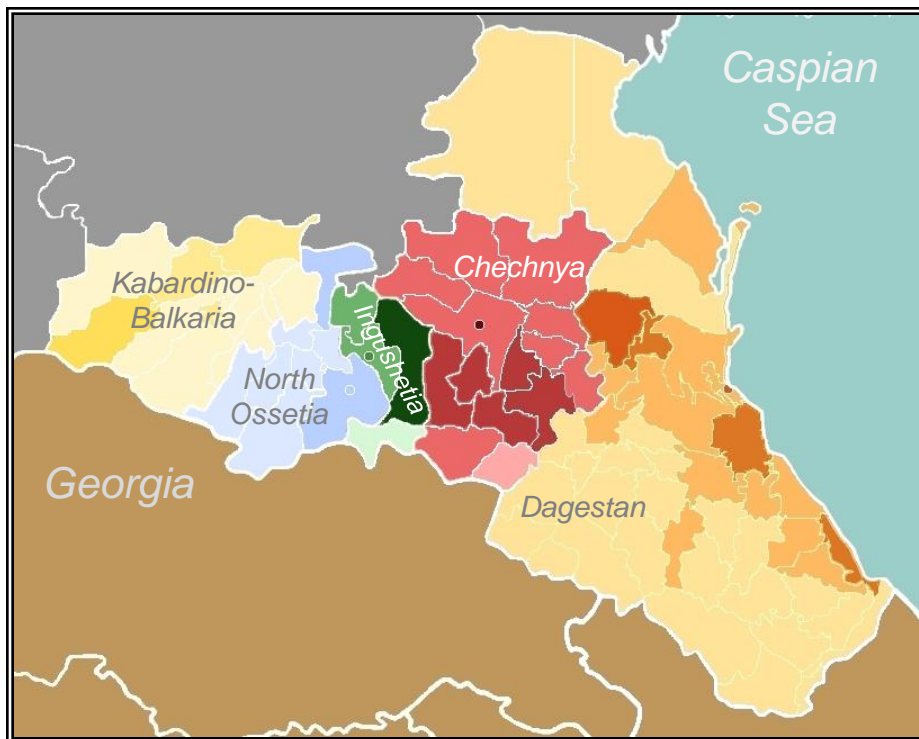 Caspian
Sea
Chechnya
Kabardino-
Balkaria
Ingushetia
North
Ossetia
Georgia
Dagestan